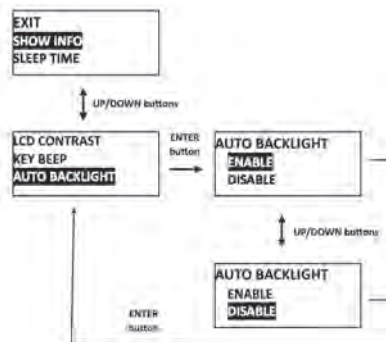 EXIT
SHOW INFO
SLEEP TIME
UP/DOWN buttons
LCD CONTRAST
KEY BEEP
AUTO BACKLIGHT
ENTER
button
AUTO BACKLIGHT
ENABLE
DISABLE
UP/DOWN buttons
AUTO BACKLIGHT
ENABLE
DISABLE
ENTER
button